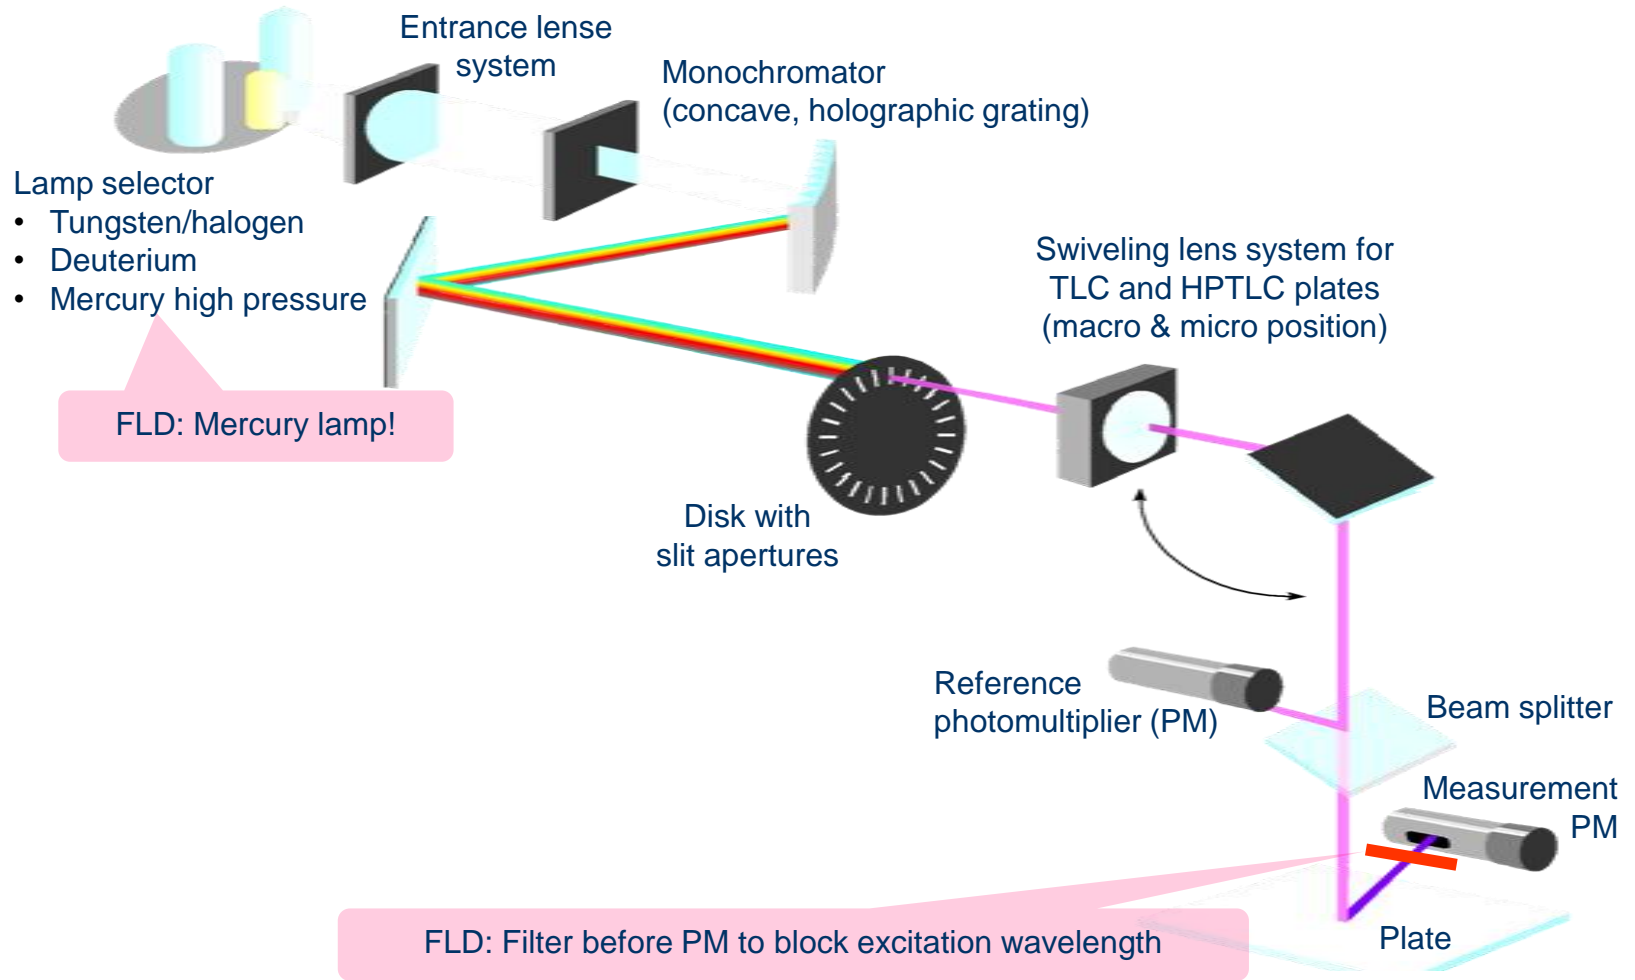 Entrance lense
system
Monochromator
(concave, holographic grating)
Lamp selector
• Tungsten/halogen
• Deuterium
• Mercury high pressure
FLD: Mercury lamp!
Swiveling lens system for
TLC and HPTLC plates
(macro & micro position)
Disk with
slit apertures
Reference
photomultiplier (PM)
Beam splitter
Measurement
PM
Plate
FLD: Filter before PM to block excitation wavelength